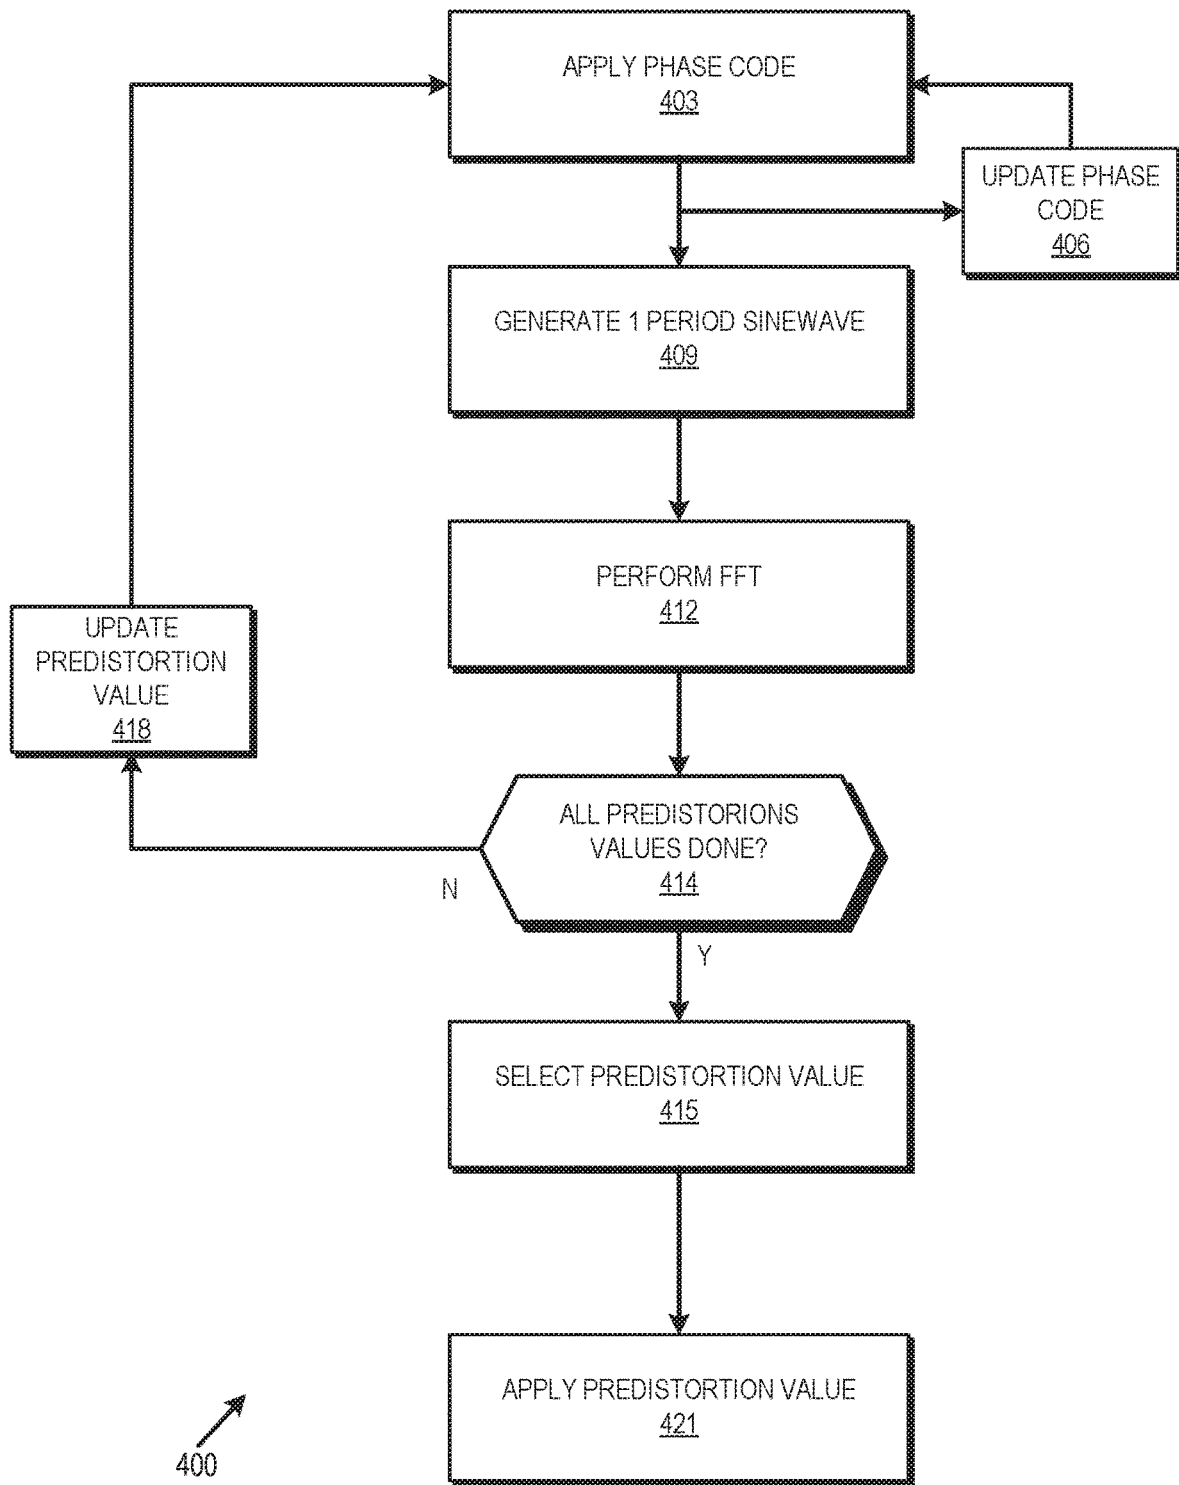 APPLY PHASE CODE
403
UPDATE PHASE
CODE
406
GENERATE 1 PERIOD SINEWAVE
409
PERFORM FFT
412
UPDATE
PREDISTORTION
VALUE
418
ALL PREDISTORIONS
VALUES DONE?
414
N
Y
SELECT PREDISTORTION VALUE
415
APPLY PREDISTORTION VALUE
421
400